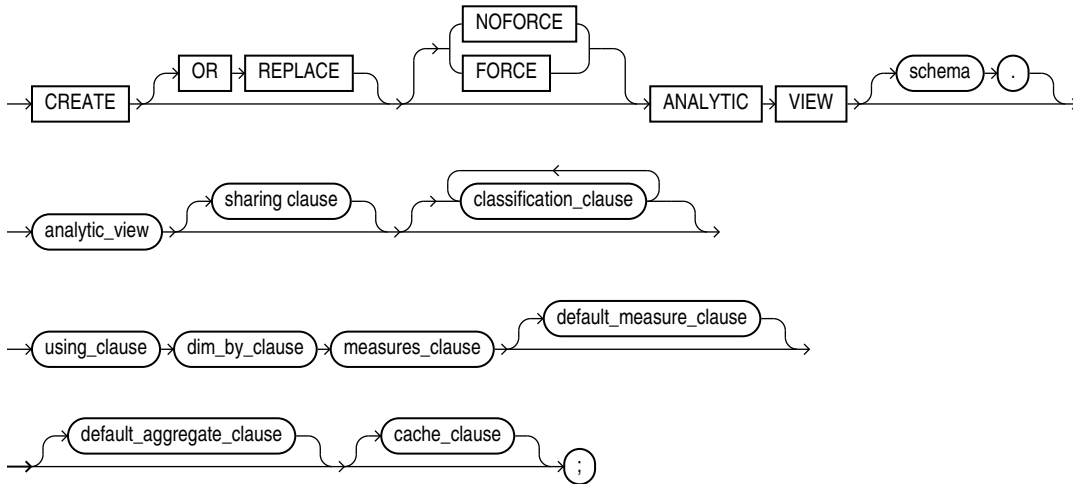 NOFORCE
OR REPLACE FORCE schema .
CREATE ANALYTIC VIEW
sharing clause classification_clause
analytic_view
default_measure_clause
using_clause dim_by_clause measures_clause
default_aggregate_clause cache_clause
;